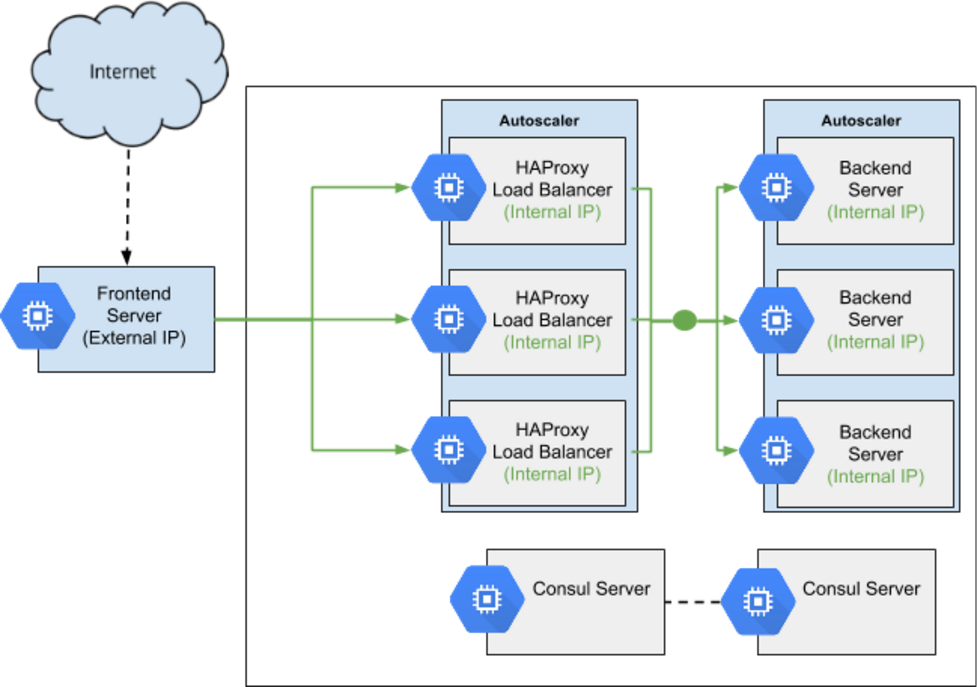 Internet
Frontend
Server
(External IP)
Autoscaler
HAProxy
Load Balancer
(Internal IP)
HAProxy
Load Balancer
(Internal IP)
HAProxy
Load Balancer
(Internal IP)
Autoscaler
Backend
Server
(Internal IP)
Backend
Server
(Internal IP)
Backend
Server
(Internal IP)
Consul Server
Consul Server